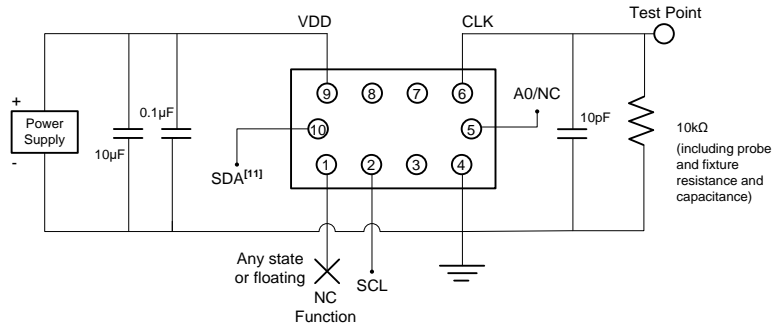 VDD
CLK
Test Point
+
Power
Supply
-
10µF
0.1µF
9
8
7
6
10
5
1
2
3
4
SDA[11]
A0/NC
10pF
10kΩ
(including probe
and fixture
resistance and
capacitance)
Any state
or floating
NC
Function
SCL